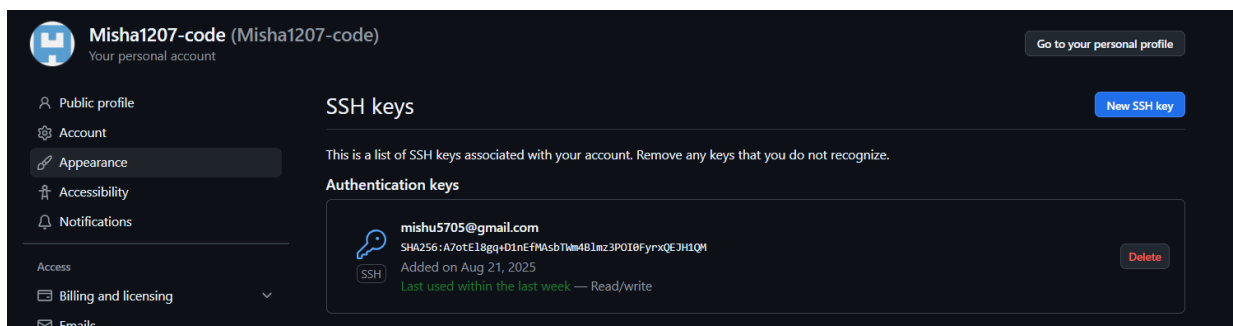 Misha1207-code (Misha1207-code)
Your personal account
Go to your personal profile
Public profile
Account
Appearance
Accessibility
Notifications
Access
Billing and licensing
Emails
SSH keys
New SSH key
This is a list of SSH keys associated with your account. Remove any keys that you do not recognize.
Authentication keys
mishu5705@gmail.com
SHA256:A7otEl8gq+D1nEfMAsbTWm4Blmz3POI0FyrxQEJH1QM
SSH
Added on Aug 21, 2025
Last used within the last week — Read/write
Delete